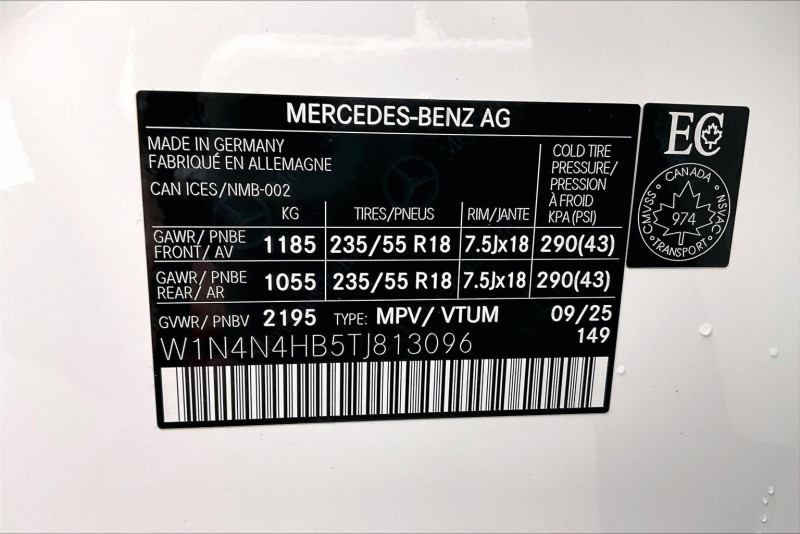 MERCEDES-BENZ AG
MADE IN GERMANY
FABRIQUÉ EN ALLEMAGNE
CAN ICES/NMB-002
COLD TIRE
PRESSURE/
PRESSION
À FROID
KPA(PSI)
KG TIRES/PNEUS RIM/JANTE
GAWR/ PNBE
FRONT/ AV
1185 235/55 R18 7.5Jx18 290(43)
GAWR/ PNBE
REAR/ AR
1055 235/55 R18 7.5Jx18 290(43)
GVWR/ PNBV 2195 TYPE: MPV/ VTUM 09/25
149
W1N4N4HB5TJ813096
EC
CANADA
CMVSS 974 NSVAC
TRANSPORT